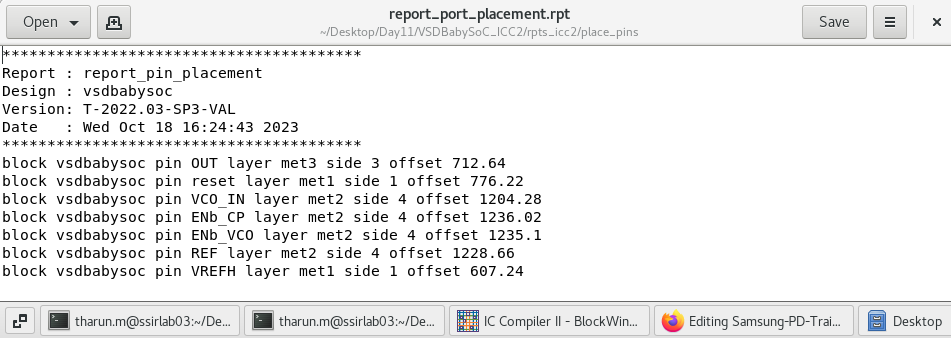 Open
report_port_placement.rpt
~/Desktop/Day11/VSDBabySoC_ICC2/rpts_icc2/place_pins
Save
****************************************
Report : report_pin_placement
Design : vsdbabysoc
Version: T-2022.03-SP3-VAL
Date   : Wed Oct 18 16:24:43 2023
****************************************
block vsdbabysoc pin OUT layer met3 side 3 offset 712.64
block vsdbabysoc pin reset layer met1 side 1 offset 776.22
block vsdbabysoc pin VCO_IN layer met2 side 4 offset 1204.28
block vsdbabysoc pin ENb_CP layer met2 side 4 offset 1236.02
block vsdbabysoc pin ENb_VCO layer met2 side 4 offset 1235.1
block vsdbabysoc pin REF layer met2 side 4 offset 1228.66
block vsdbabysoc pin VREFH layer met1 side 1 offset 607.24
tharun.m@ssirlab03:~/De...
tharun.m@ssirlab03:~/De...
IC Compiler II - BlockWin...
Editing Samsung-PD-Trai...
Desktop